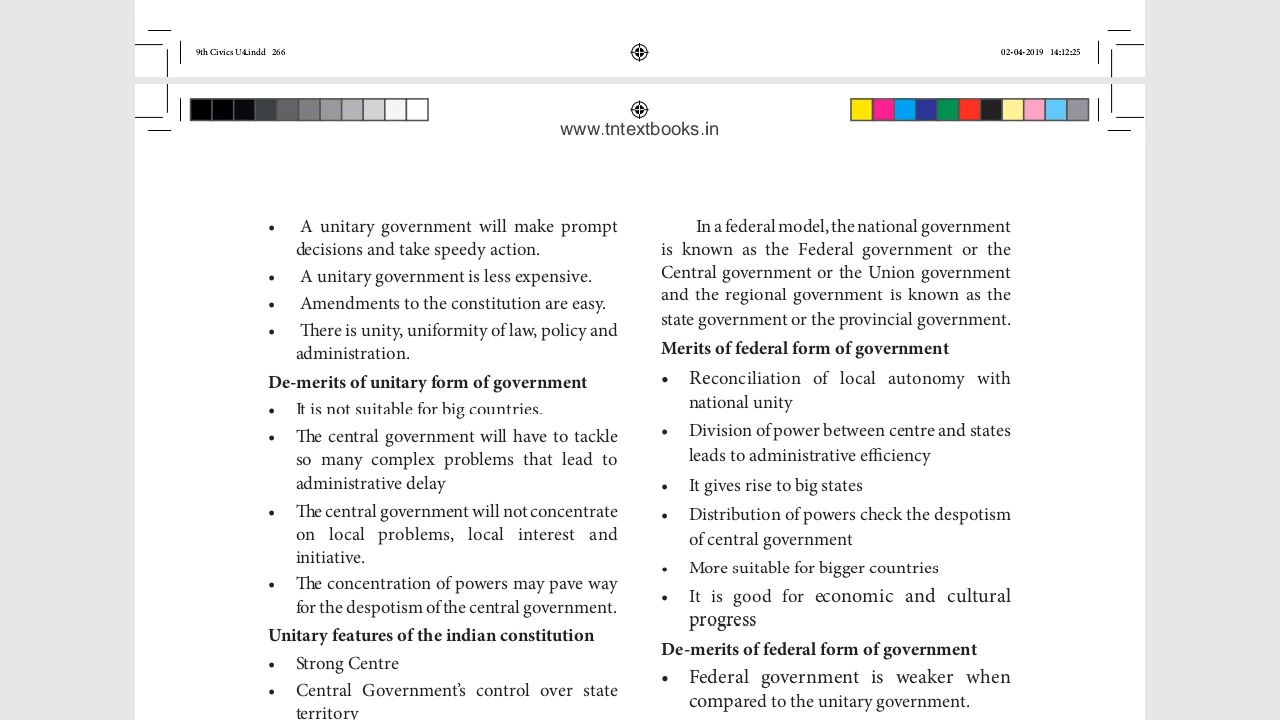 9th Civics U4.indd 266
02-04-2019 14:12:25
www.tntextbooks.in
• A unitary government will make prompt
decisions and take speedy action.
• A unitary government is less expensive.
• Amendments to the constitution are easy.
• There is unity, uniformity of law, policy and
administration.
De-merits of unitary form of government
• It is not suitable for big countries.
• The central government will have to tackle
so many complex problems that lead to
administrative delay
• The central government will not concentrate
on local problems, local interest and
initiative.
• The concentration of powers may pave way
for the despotism of the central government.
Unitary features of the indian constitution
• Strong Centre
• Central Government's control over state
territory
In a federal model, the national government
is known as the Federal government or the
Central government or the Union government
and the regional government is known as the
state government or the provincial government.
Merits of federal form of government
• Reconciliation of local autonomy with
national unity
• Division of power between centre and states
leads to administrative efficiency
• It gives rise to big states
• Distribution of powers check the despotism
of central government
• More suitable for bigger countries
• It is good for economic and cultural
progress
De-merits of federal form of government
• Federal government is weaker when
compared to the unitary government.